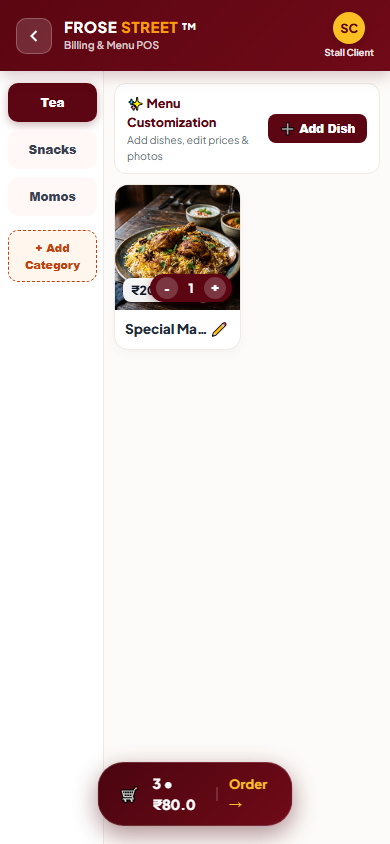 FROSE STREET ™
Billing & Menu POS
SC
Stall Client
Tea
Snacks
Momos
+ Add
Category
✨ Menu
Customization
Add dishes, edit prices &
photos
➕ Add Dish
- 1 +
Special Ma... ✏️
🛒 3 •
₹80.0
| Order
→